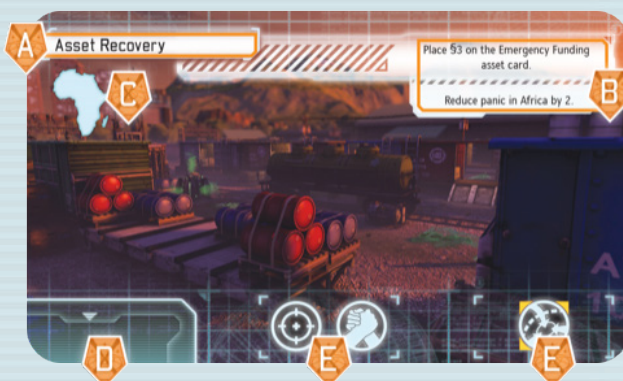 A
Asset Recovery
Place $3 on the Emergency Funding
asset card.
Reduce panic in Africa by 2.
B
C
D
E
E
A